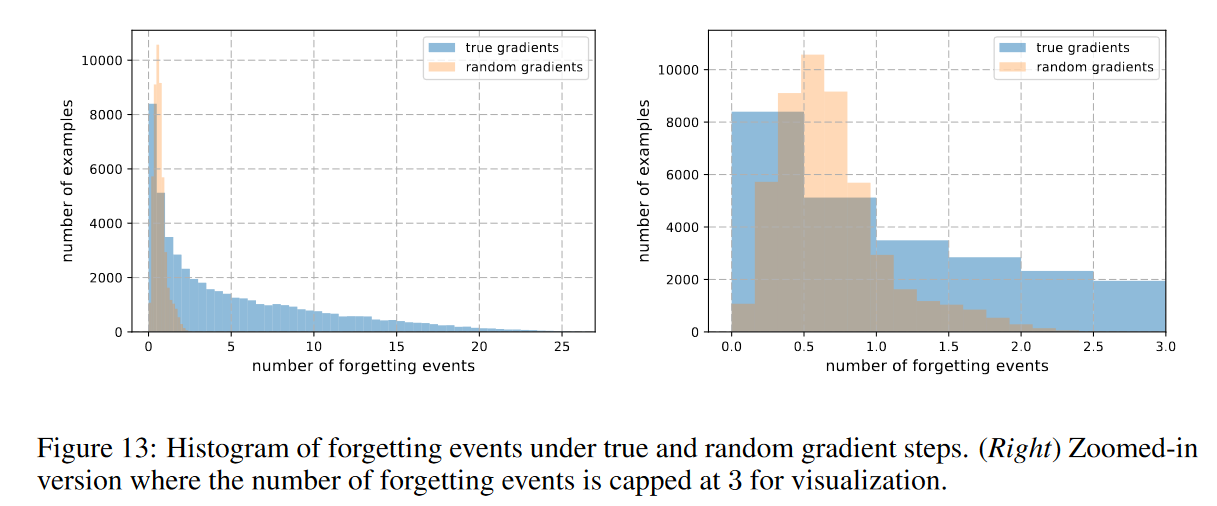 true gradients
random gradients
10000
8000
6000
4000
2000
0
number of examples
0 5 10 15 20 25
number of forgetting events
true gradients
random gradients
10000
8000
6000
4000
2000
0
number of examples
0.0 0.5 1.0 1.5 2.0 2.5 3.0
number of forgetting events
Figure 13: Histogram of forgetting events under true and random gradient steps. (Right) Zoomed-in
version where the number of forgetting events is capped at 3 for visualization.